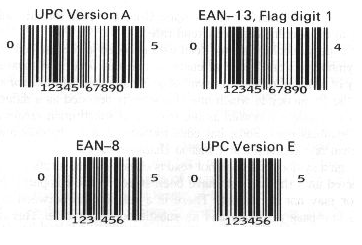 UPC Version A
0 12345 67890 5
EAN–13, Flag digit 1
0 12345 67890 4
EAN–8
0 123 456 5
UPC Version E
0 123456 5